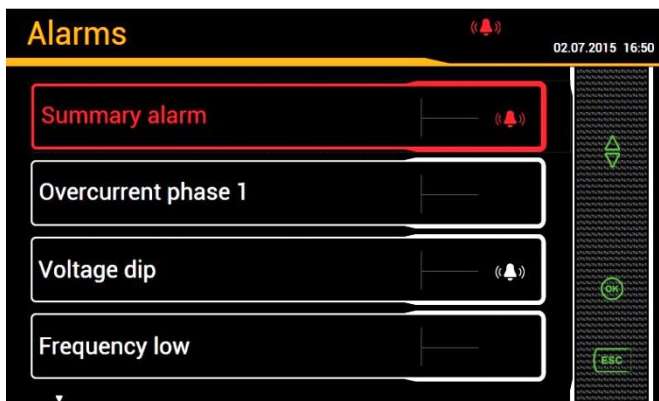 Alarms
02.07.2015 16:50
Summary alarm
Overcurrent phase 1
OK
Voltage dip
Frequency low
ESC